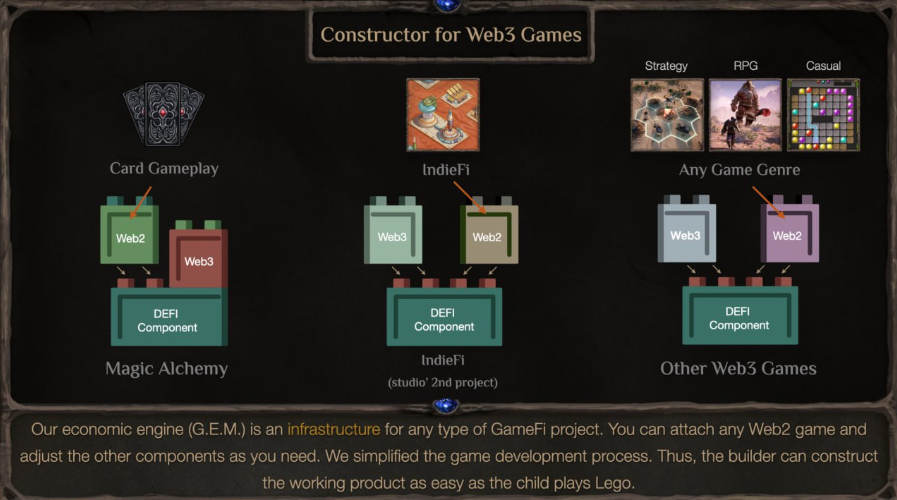 Constructor for Web3 Games
Strategy RPG Casual
Card Gameplay
IndieFi
Any Game Genre
Web2
Web3
DEFI
Component
Web3
Web2
DEFI
Component
Web3
Web2
DEFI
Component
Magic Alchemy
IndieFi
(studio' 2nd project)
Other Web3 Games
Our economic engine (G.E.M.) is an infrastructure for any type of GameFi project. You can attach any Web2 game and
adjust the other components as you need. We simplified the game development process. Thus, the builder can construct
the working product as easy as the child plays Lego.